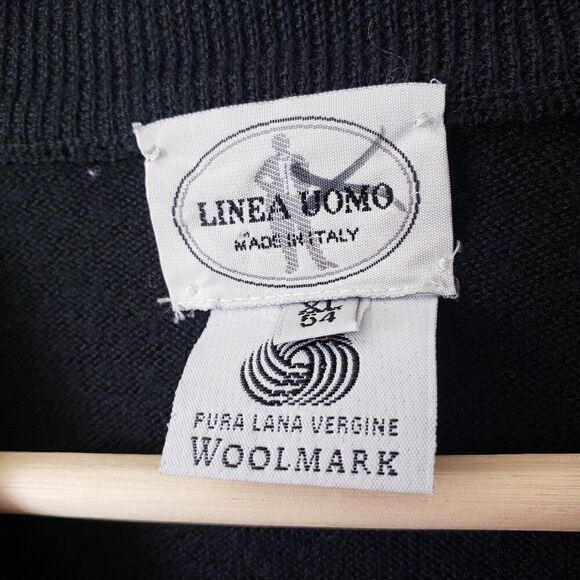 LINEA UOMO
MADE IN ITALY
XL
54
PURA LANA VERGINE
WOOLMARK